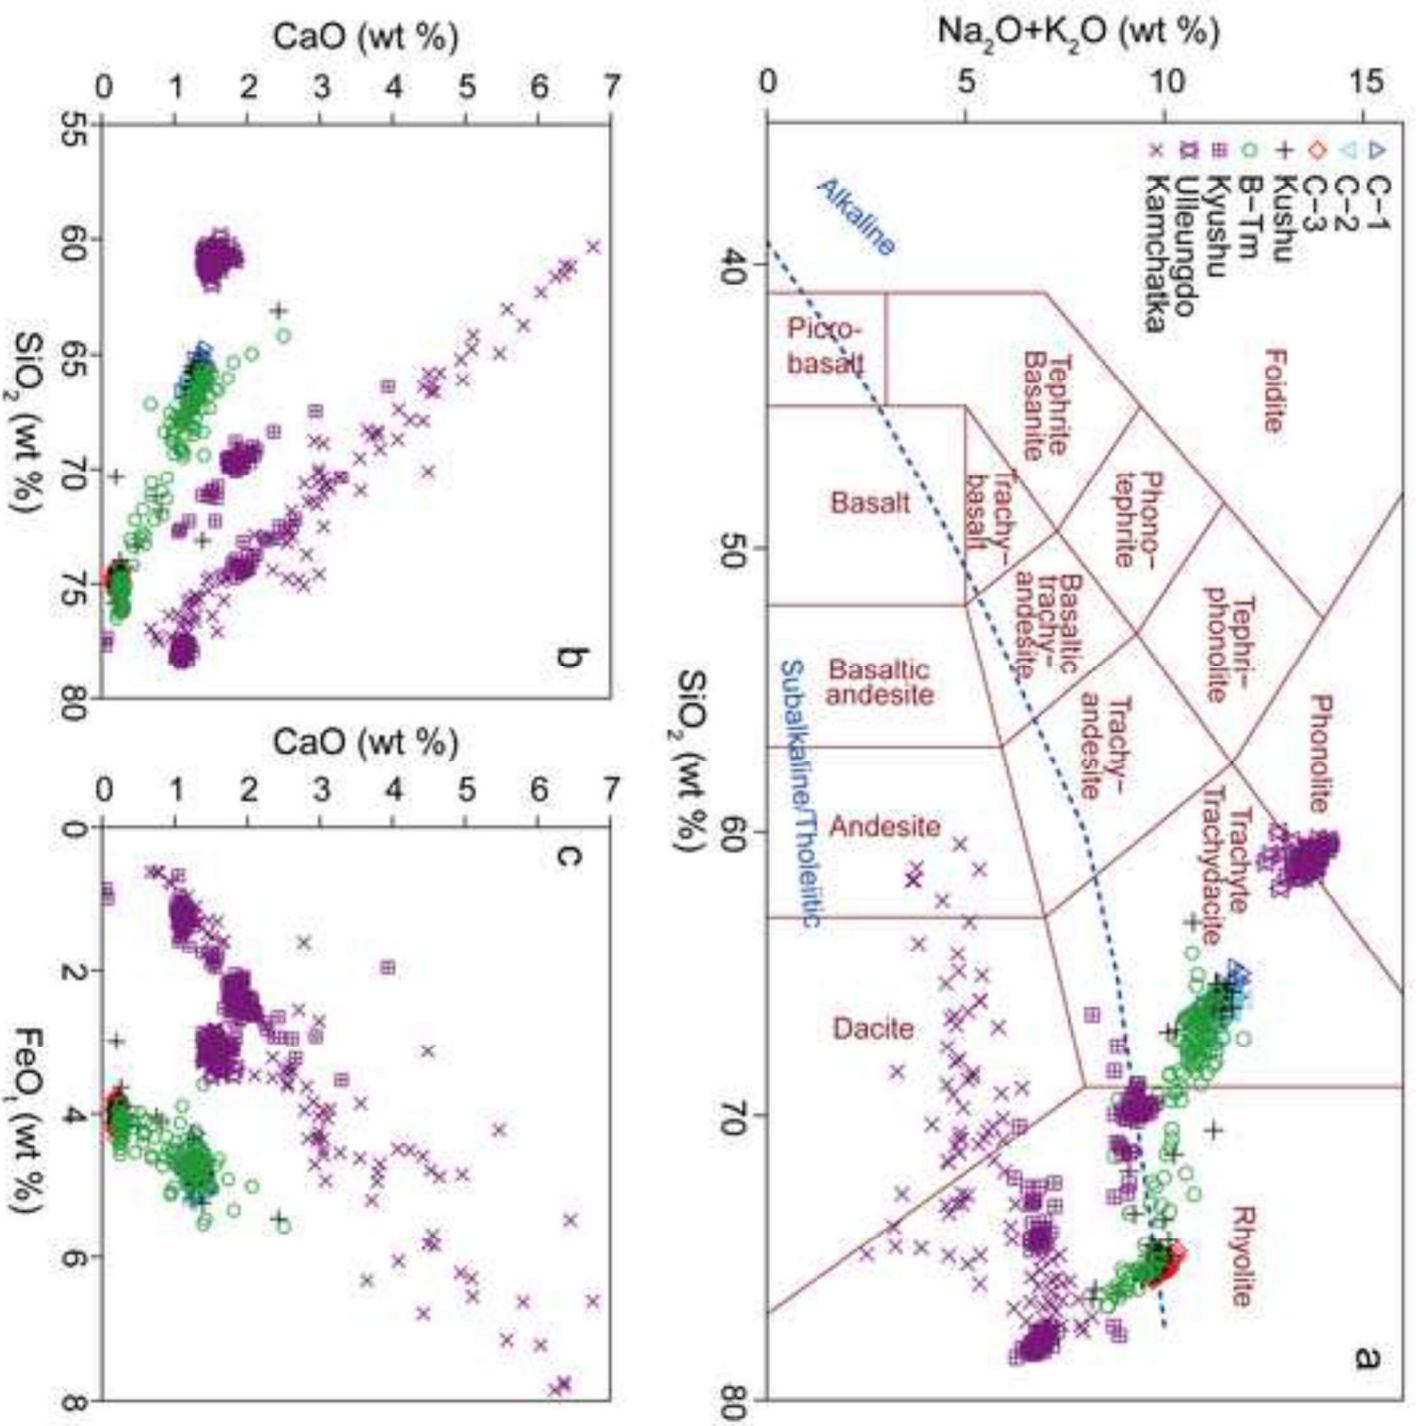 Na2O+K2O (wt %)
0
5
10
15
C−1
C−2
C−3
Kushu
B−Tm
Kyushu
Ulleungdo
Kamchatka
Alkaline
Foidite
Picro-
basalt
Tephrite
Basanite
Phono−
tephrite
Basalt
Trachy−
basalt
Basaltic
trachy−
andesite
Tephri−
phonolite
Basaltic
andesite
Trachy−
andesite
Phonolite
Subalkaline/Tholeiitic
Andesite
Trachyte
Trachydacite
Dacite
Rhyolite
a
40
50
60
70
80
SiO2 (wt %)
CaO (wt %)
0 1 2 3 4 5 6 7
55
60
65
70
75
80
SiO2 (wt %)
b
CaO (wt %)
0 1 2 3 4 5 6 7
0
2
4
6
8
FeOt (wt %)
c